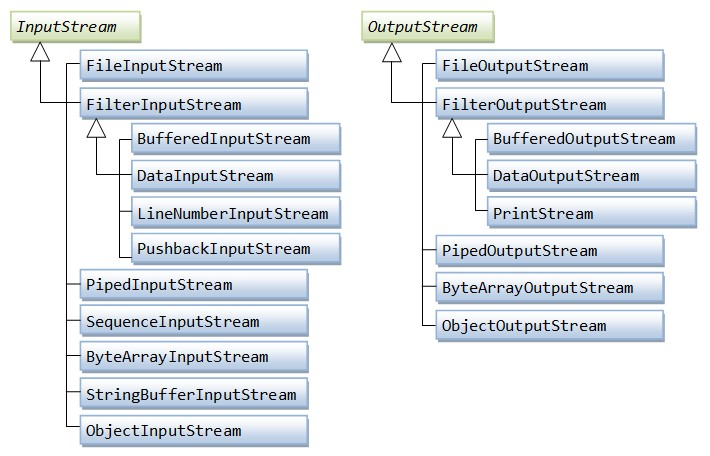 InputStream
FileInputStream
FilterInputStream
BufferedInputStream
DataInputStream
LineNumberInputStream
PushbackInputStream
PipedInputStream
SequenceInputStream
ByteArrayInputStream
StringBufferInputStream
ObjectInputStream
OutputStream
FileOutputStream
FilterOutputStream
BufferedOutputStream
DataOutputStream
PrintStream
PipedOutputStream
ByteArrayOutputStream
ObjectOutputStream